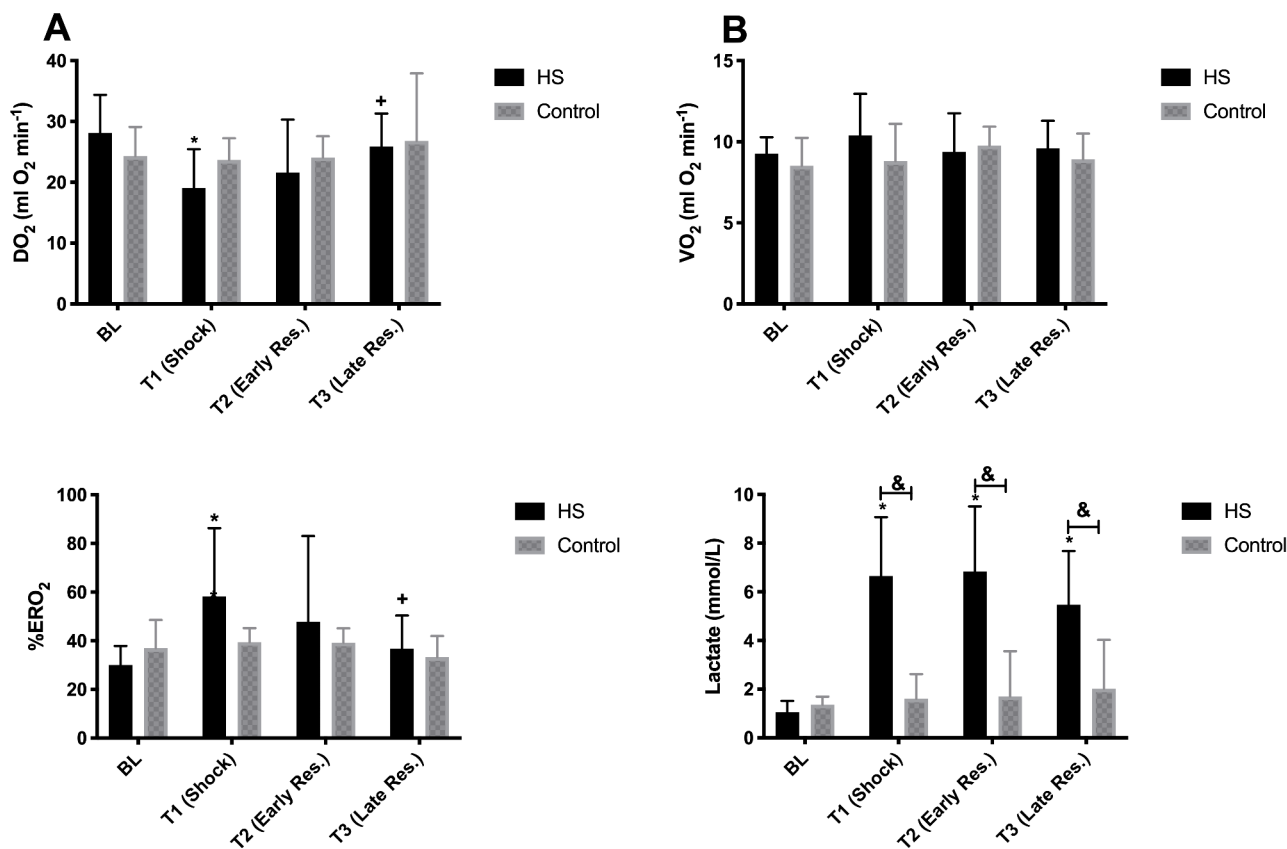 A
DO2 (ml O2 min-1)
40
30
20
10
0
*
+
BL
T1 (Shock)
T2 (Early Res.)
T3 (Late Res.)
HS
Control
B
VO2 (ml O2 min-1)
15
10
5
0
BL
T1 (Shock)
T2 (Early Res.)
T3 (Late Res.)
HS
Control
%ERO2
100
80
60
40
20
0
*
+
BL
T1 (Shock)
T2 (Early Res.)
T3 (Late Res.)
HS
Control
Lactate (mmol/L)
10
8
6
4
2
0
&
*
&
*
&
*
BL
T1 (Shock)
T2 (Early Res.)
T3 (Late Res.)
HS
Control